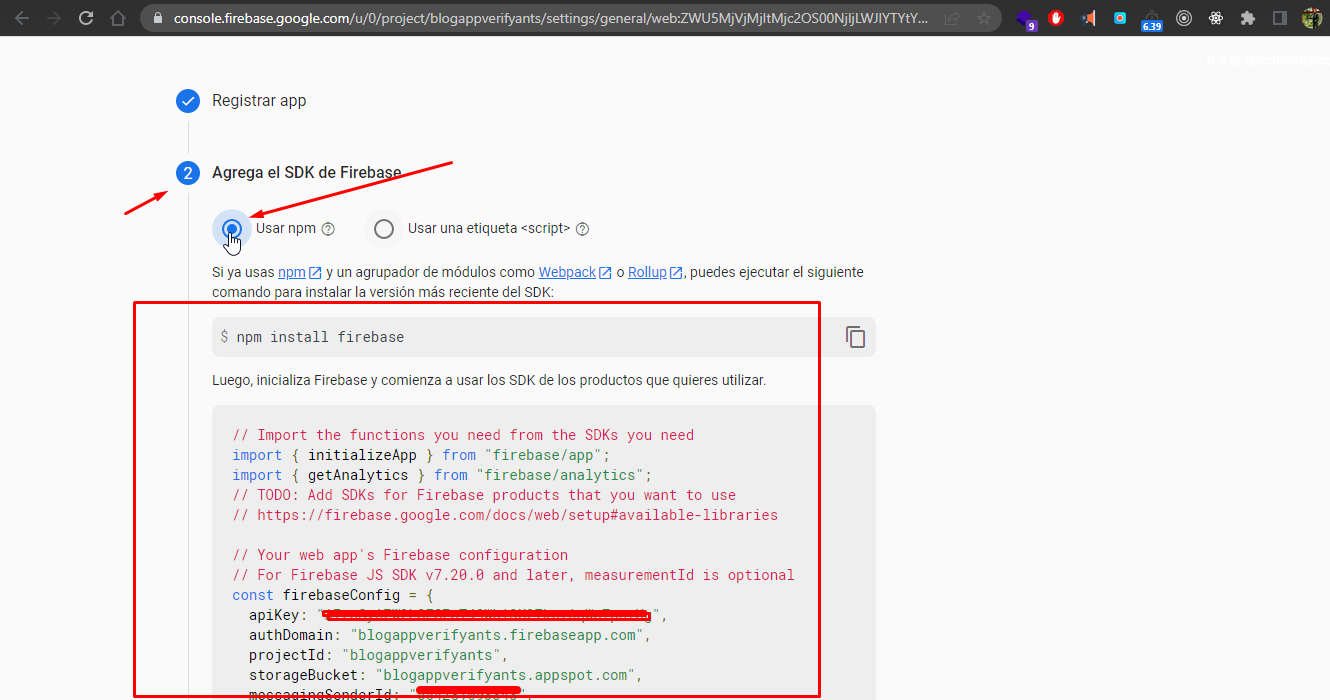 console.firebase.google.com/u/0/project/blogappverifyants/settings/general/web:ZWU5MjVjMjItMjc2OS00NjIjLWJlYTYtY...
9
6.39
Registrar app
2 Agrega el SDK de Firebase
Usar npm Usar una etiqueta <script>
Si ya usas npm y un agrupador de módulos como Webpack o Rollup, puedes ejecutar el siguiente
comando para instalar la versión más reciente del SDK:
$ npm install firebase
Luego, inicializa Firebase y comienza a usar los SDK de los productos que quieres utilizar.
// Import the functions you need from the SDKs you need
import { initializeApp } from "firebase/app";
import { getAnalytics } from "firebase/analytics";
// TODO: Add SDKs for Firebase products that you want to use
// https://firebase.google.com/docs/web/setup#available-libraries
// Your web app's Firebase configuration
// For Firebase JS SDK v7.20.0 and later, measurementId is optional
const firebaseConfig = {
apiKey: "",
authDomain: "blogappverifyants.firebaseapp.com",
projectId: "blogappverifyants",
storageBucket: "blogappverifyants.appspot.com",
messagingSenderId: "",